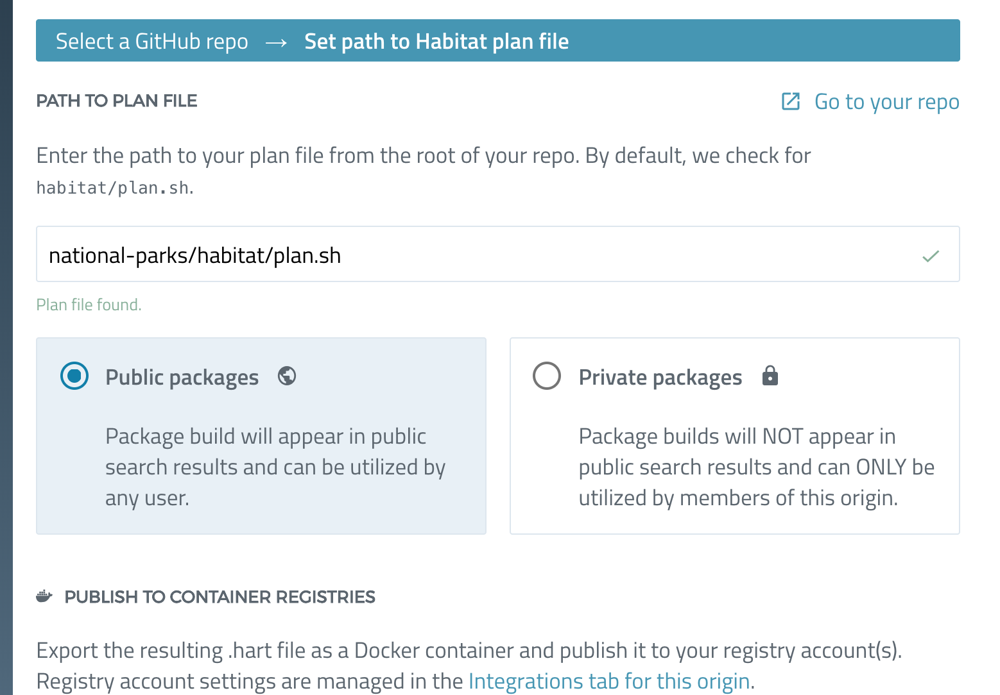 Select a GitHub repo → Set path to Habitat plan file
PATH TO PLAN FILE
Go to your repo
Enter the path to your plan file from the root of your repo. By default, we check for
habitat/plan.sh.
national-parks/habitat/plan.sh
Plan file found.
Public packages
Package build will appear in public
search results and can be utilized by
any user.
Private packages
Package builds will NOT appear in
public search results and can ONLY be
utilized by members of this origin.
PUBLISH TO CONTAINER REGISTRIES
Export the resulting .hart file as a Docker container and publish it to your registry account(s).
Registry account settings are managed in the Integrations tab for this origin.